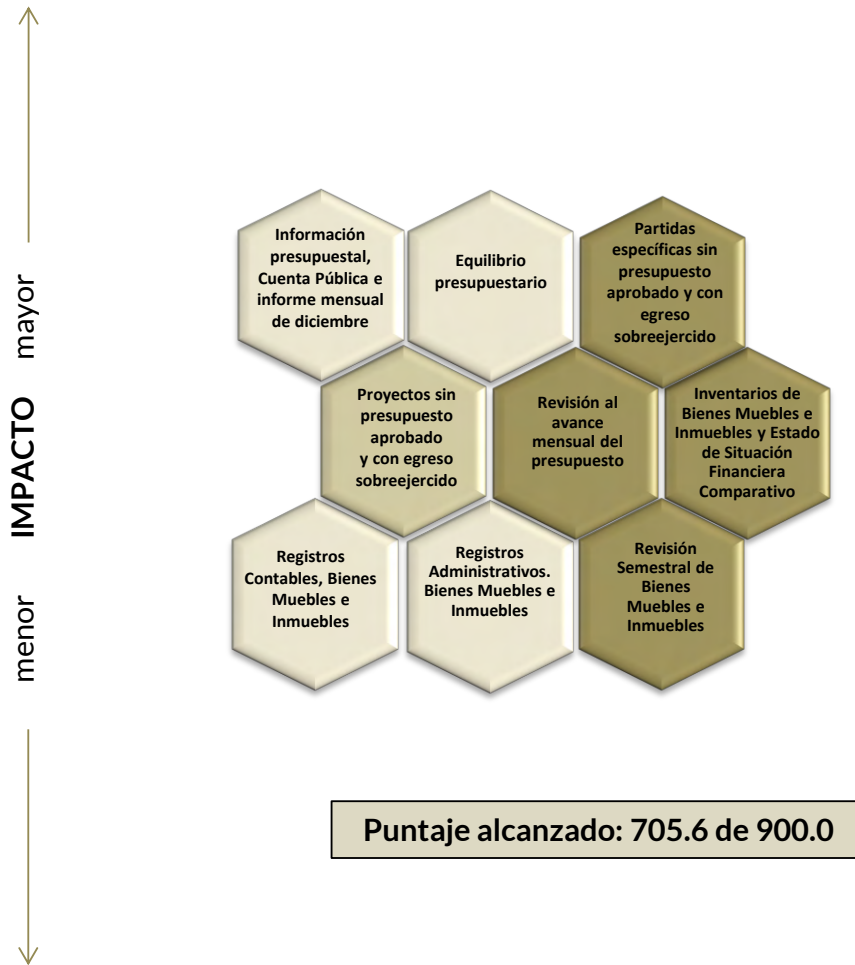 mayor
IMPACTO
menor
Información
presupuestal,
Cuenta Pública e
informe mensual
de diciembre
Equilibrio
presupuestario
Partidas
específicas sin
presupuesto
aprobado y con
egreso
sobreejercido
Proyectos sin
presupuesto
aprobado
y con egreso
sobreejercido
Revisión al
avance
mensual del
presupuesto
Inventarios de
Bienes Muebles e
Inmuebles y Estado
de Situación
Financiera
Comparativo
Registros
Contables, Bienes
Muebles e
Inmuebles
Registros
Administrativos.
Bienes Muebles e
Inmuebles
Revisión
Semestral de
Bienes
Muebles e
Inmuebles
Puntaje alcanzado: 705.6 de 900.0